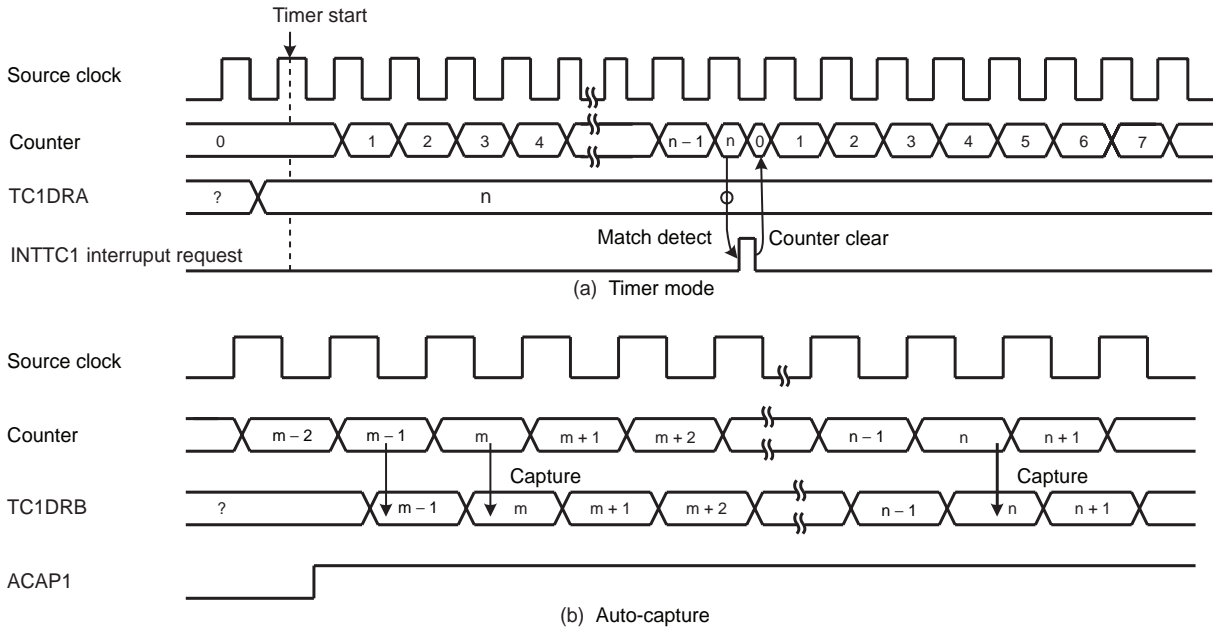 Timer start
Source clock
Counter 0 1 2 3 4 n – 1 n 0 1 2 3 4 5 6 7
TC1DRA ? n
Match detect Counter clear
INTTC1 interruput request
(a) Timer mode
Source clock
Counter m – 2 m – 1 m m + 1 m + 2 n – 1 n n + 1
Capture Capture
TC1DRB ? m – 1 m m + 1 m + 2 n – 1 n n + 1
ACAP1
(b) Auto-capture